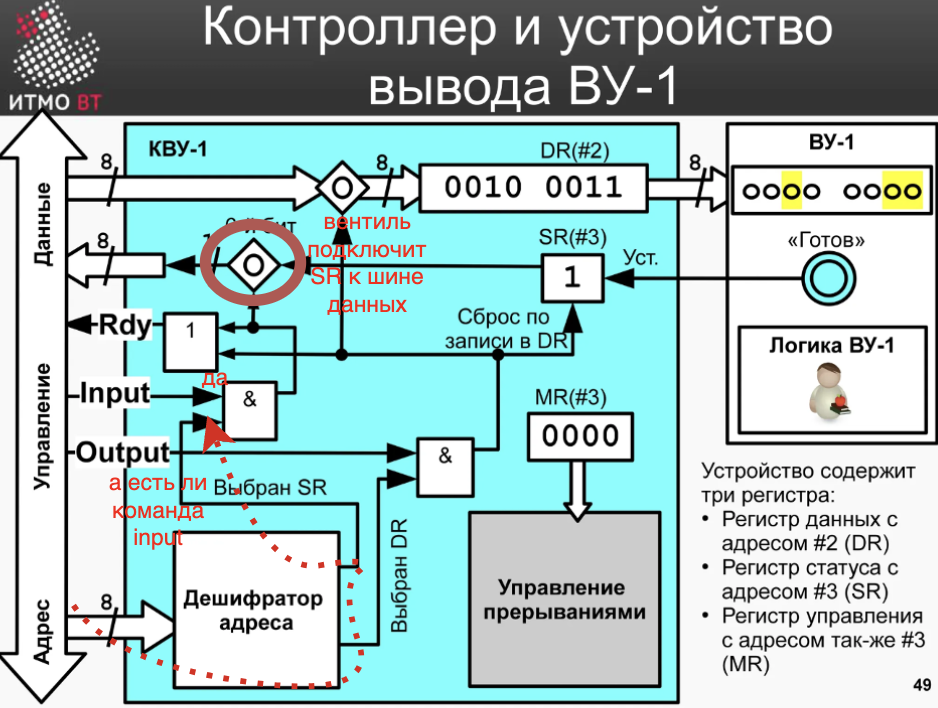 Контроллер и устройство
вывода ВУ-1
ИТМО ВТ
КВУ-1
ВУ-1
8
8
DR(#2)
8
0010 0011
Данные
вентиль
подключит
SR к шине
данных
8
1
SR(#3)
1
Уст.
«Готов»
Сброс по
записи в DR
Rdy
1
Логика ВУ-1
да
Input
&
MR(#3)
0000
Управление
Output
&
а есть ли
команда
input
Выбран SR
Выбран DR
Устройство содержит
три регистра:
• Регистр данных с
адресом #2 (DR)
• Регистр статуса с
адресом #3 (SR)
• Регистр управления
с адресом так-же #3
(MR)
Адрес
8
Дешифратор
адреса
Управление
прерываниями
49